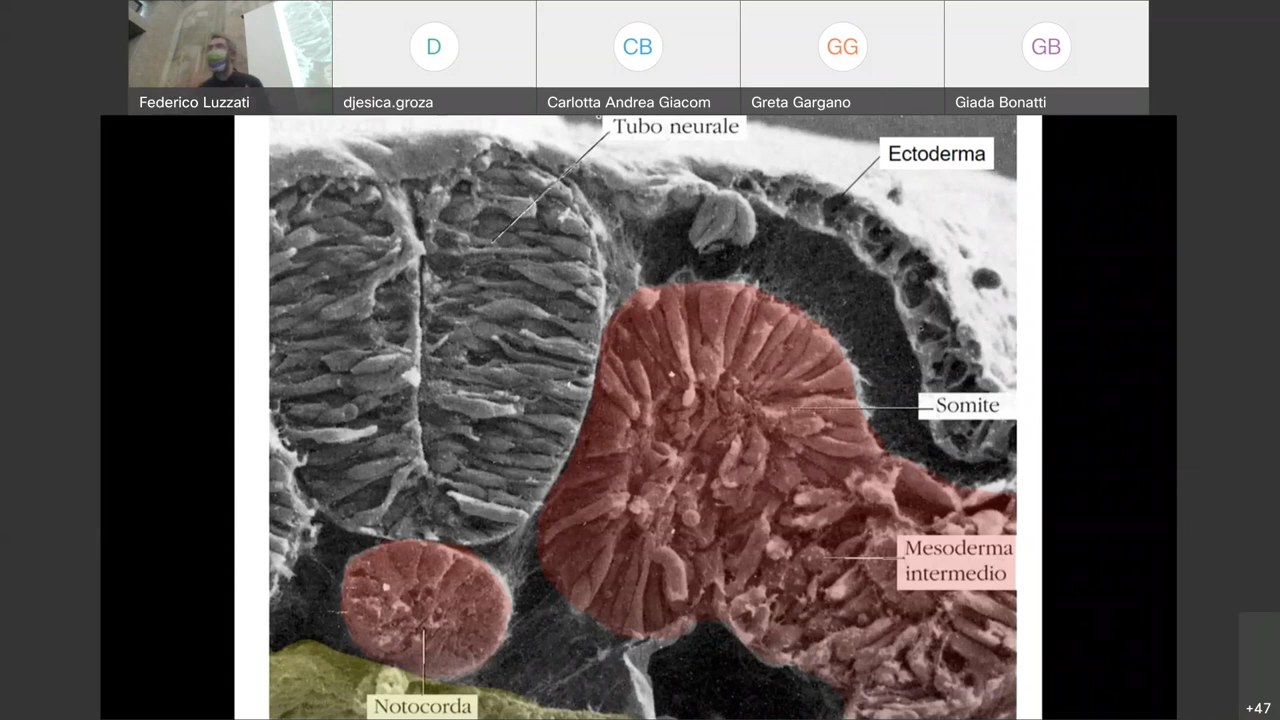 D
CB
GG
GB
Federico Luzzati
djesica.groza
Carlotta Andrea Giacom
Greta Gargano
Giada Bonatti
Tubo neurale
Ectoderma
Somite
Mesoderma
intermedio
Notocorda
+47